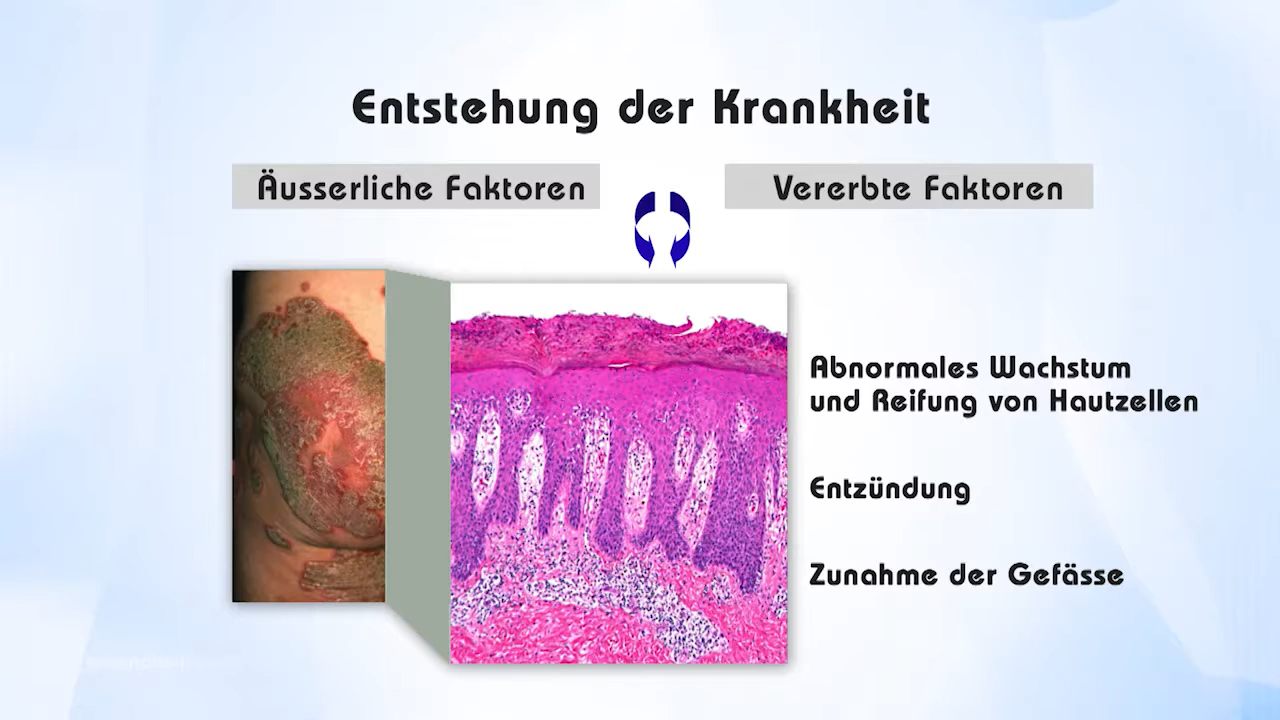 Entstehung der Krankheit
Äusserliche Faktoren
Vererbte Faktoren
Abnormales Wachstum
und Reifung von Hautzellen
Entzündung
Zunahme der Gefässe